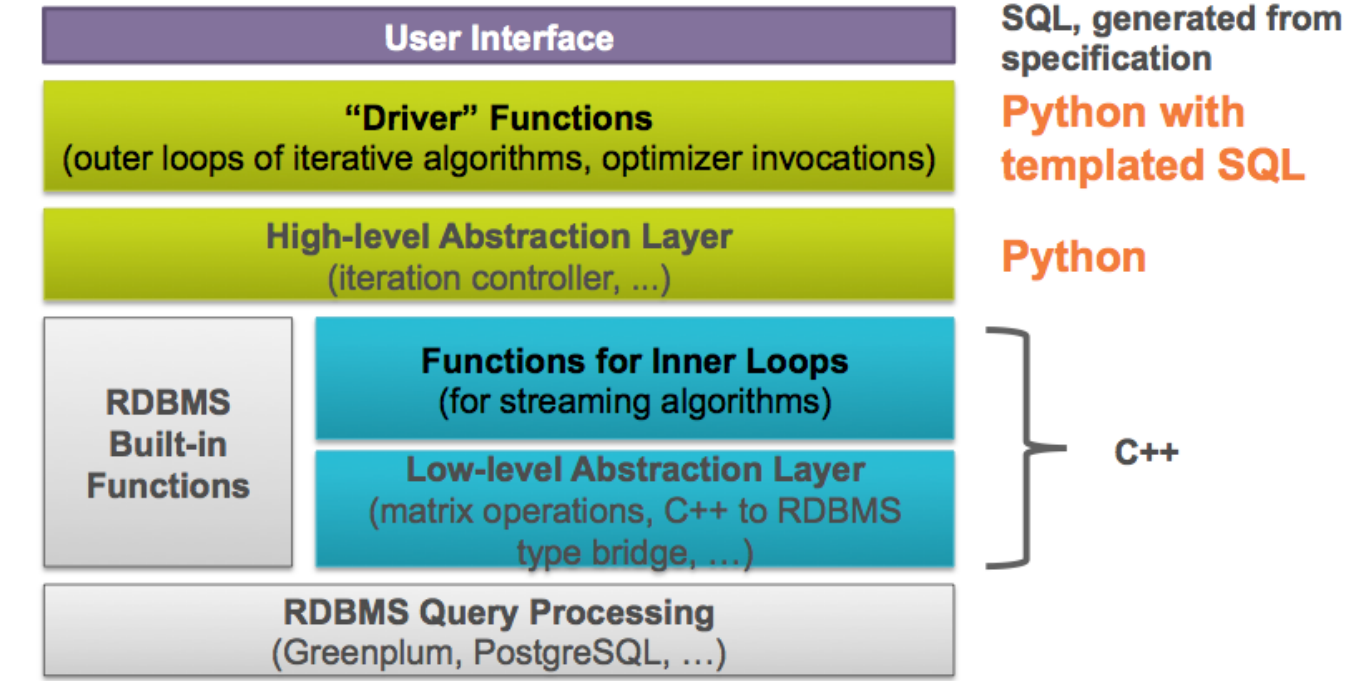 User Interface
SQL, generated from
specification
“Driver” Functions
(outer loops of iterative algorithms, optimizer invocations)
Python with
templated SQL
High-level Abstraction Layer
(iteration controller, ...)
Python
RDBMS
Built-in
Functions
Functions for Inner Loops
(for streaming algorithms)
Low-level Abstraction Layer
(matrix operations, C++ to RDBMS
type bridge, …)
C++
RDBMS Query Processing
(Greenplum, PostgreSQL, …)